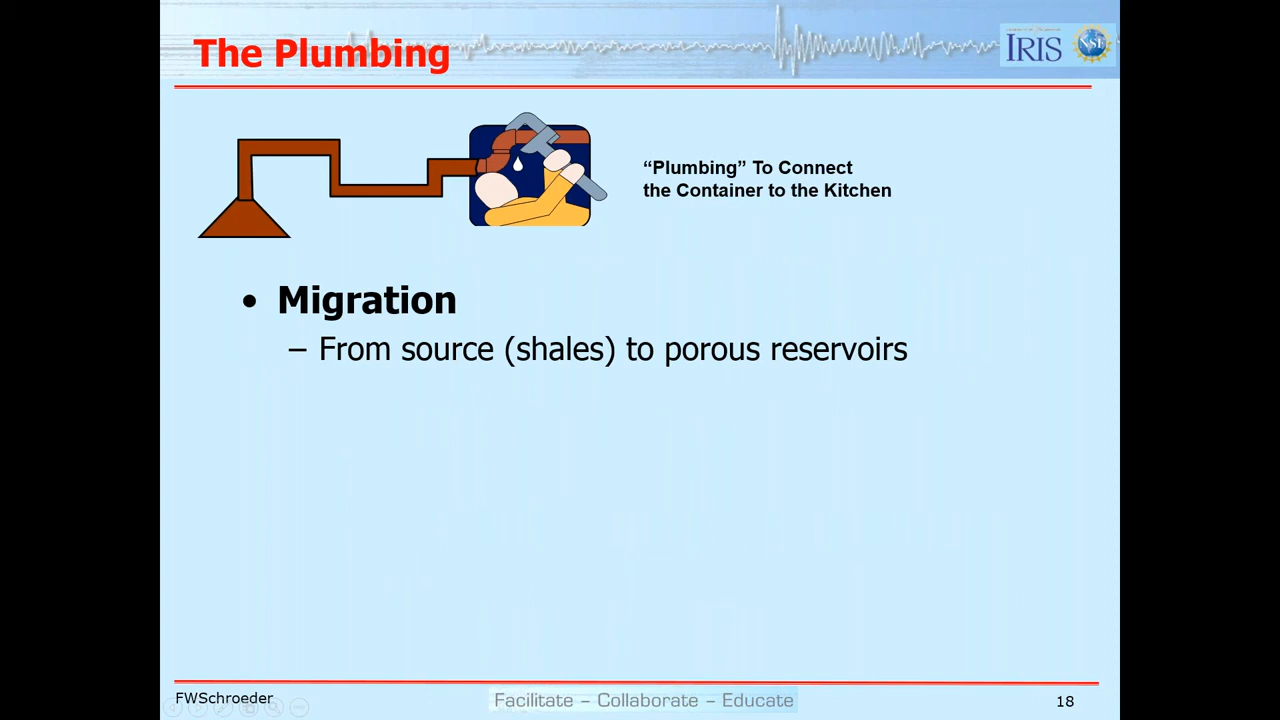 The Plumbing
IRIS
NSF
“Plumbing” To Connect
the Container to the Kitchen
• Migration
– From source (shales) to porous reservoirs
FWSchroeder
Facilitate – Collaborate – Educate
18